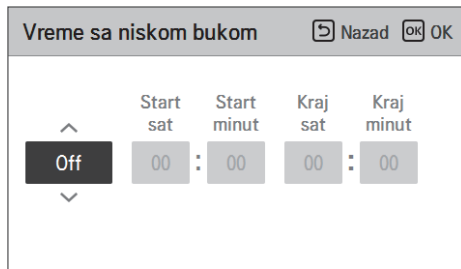 Vreme sa niskom bukom Nazad OK OK
Start Start Kraj Kraj
sat minut sat minut
Off 00 : 00 00 : 00